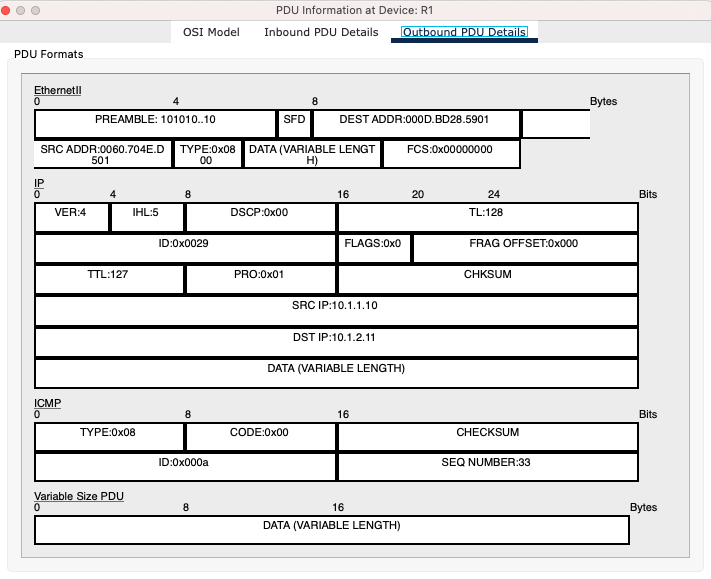 PDU Information at Device: R1
OSI Model Inbound PDU Details Outbound PDU Details
PDU Formats
EthernetII
0 4 8 Bytes
PREAMBLE: 101010..10 SFD DEST ADDR:000D.BD28.5901
SRC ADDR:0060.704E.D501 TYPE:0x0800 DATA (VARIABLE LENGTH) FCS:0x00000000
IP
0 4 8 16 20 24 Bits
VER:4 IHL:5 DSCP:0x00 TL:128
ID:0x0029 FLAGS:0x0 FRAG OFFSET:0x000
TTL:127 PRO:0x01 CHKSUM
SRC IP:10.1.1.10
DST IP:10.1.2.11
DATA (VARIABLE LENGTH)
ICMP
0 8 16 Bits
TYPE:0x08 CODE:0x00 CHECKSUM
ID:0x000a SEQ NUMBER:33
Variable Size PDU
0 8 16 Bytes
DATA (VARIABLE LENGTH)